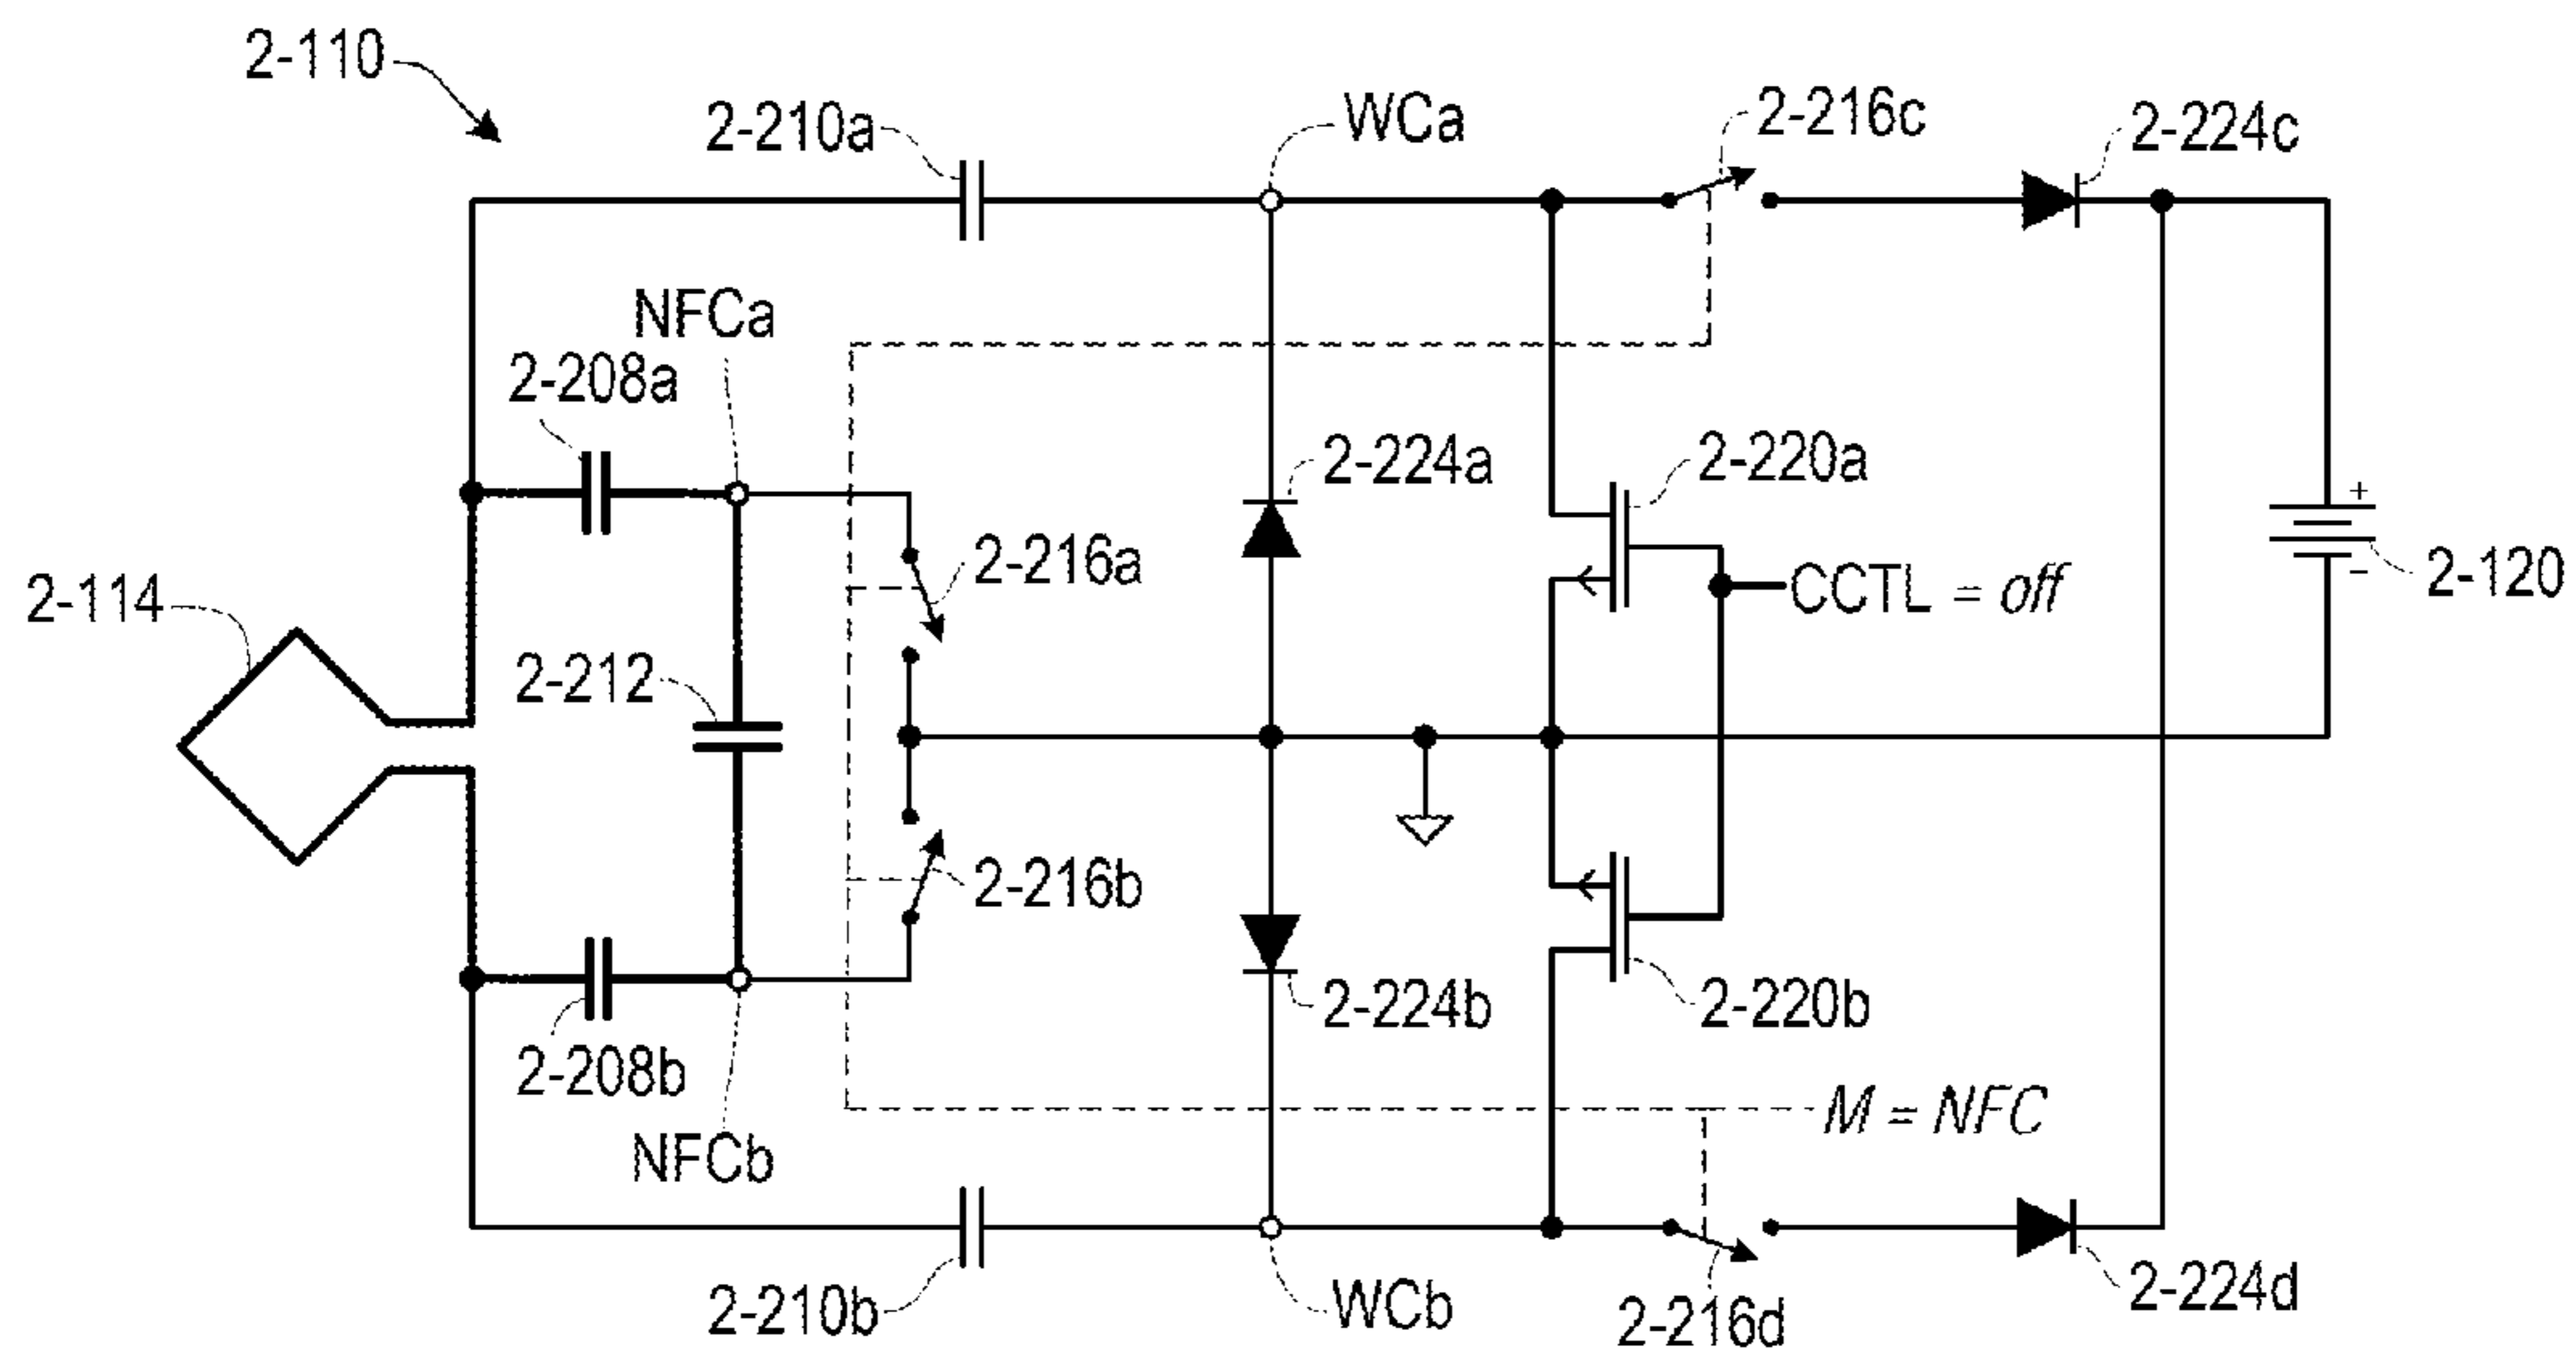 2-110
2-210a
WCa
2-216c
2-224c
NFCa
2-208a
2-224a
2-220a
+
2-216a
CCTL = off
2-120
−
2-114
2-212
2-216b
2-224b
2-220b
2-208b
M = NFC
NFCb
2-210b
WCb
2-216d
2-224d